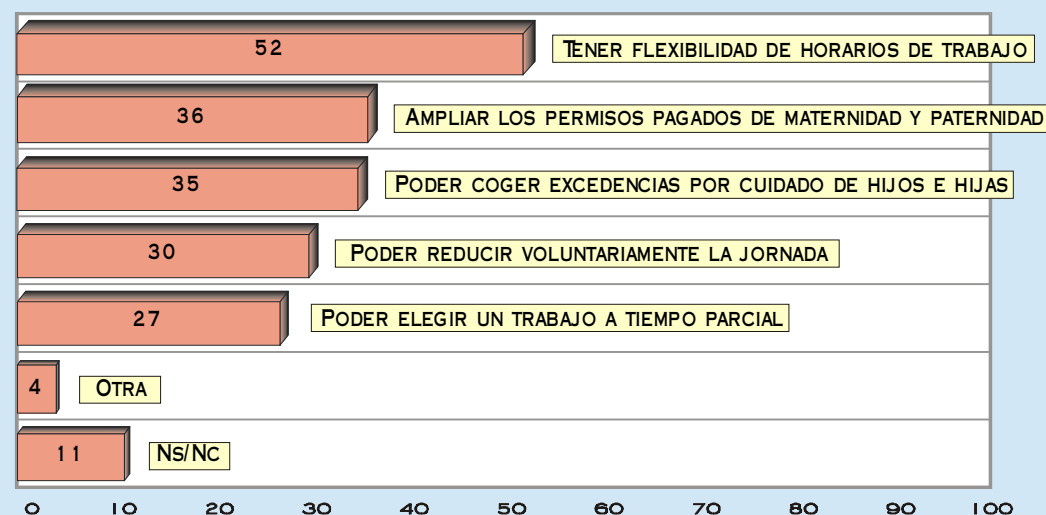 52 TENER FLEXIBILIDAD DE HORARIOS DE TRABAJO
36 AMPLIAR LOS PERMISOS PAGADOS DE MATERNIDAD Y PATERNIDAD
35 PODER COGER EXCEDENCIAS POR CUIDADO DE HIJOS E HIJAS
30 PODER REDUCIR VOLUNTARIAMENTE LA JORNADA
27 PODER ELEGIR UN TRABAJO A TIEMPO PARCIAL
4 OTRA
11 NS/NC
0 10 20 30 40 50 60 70 80 90 100